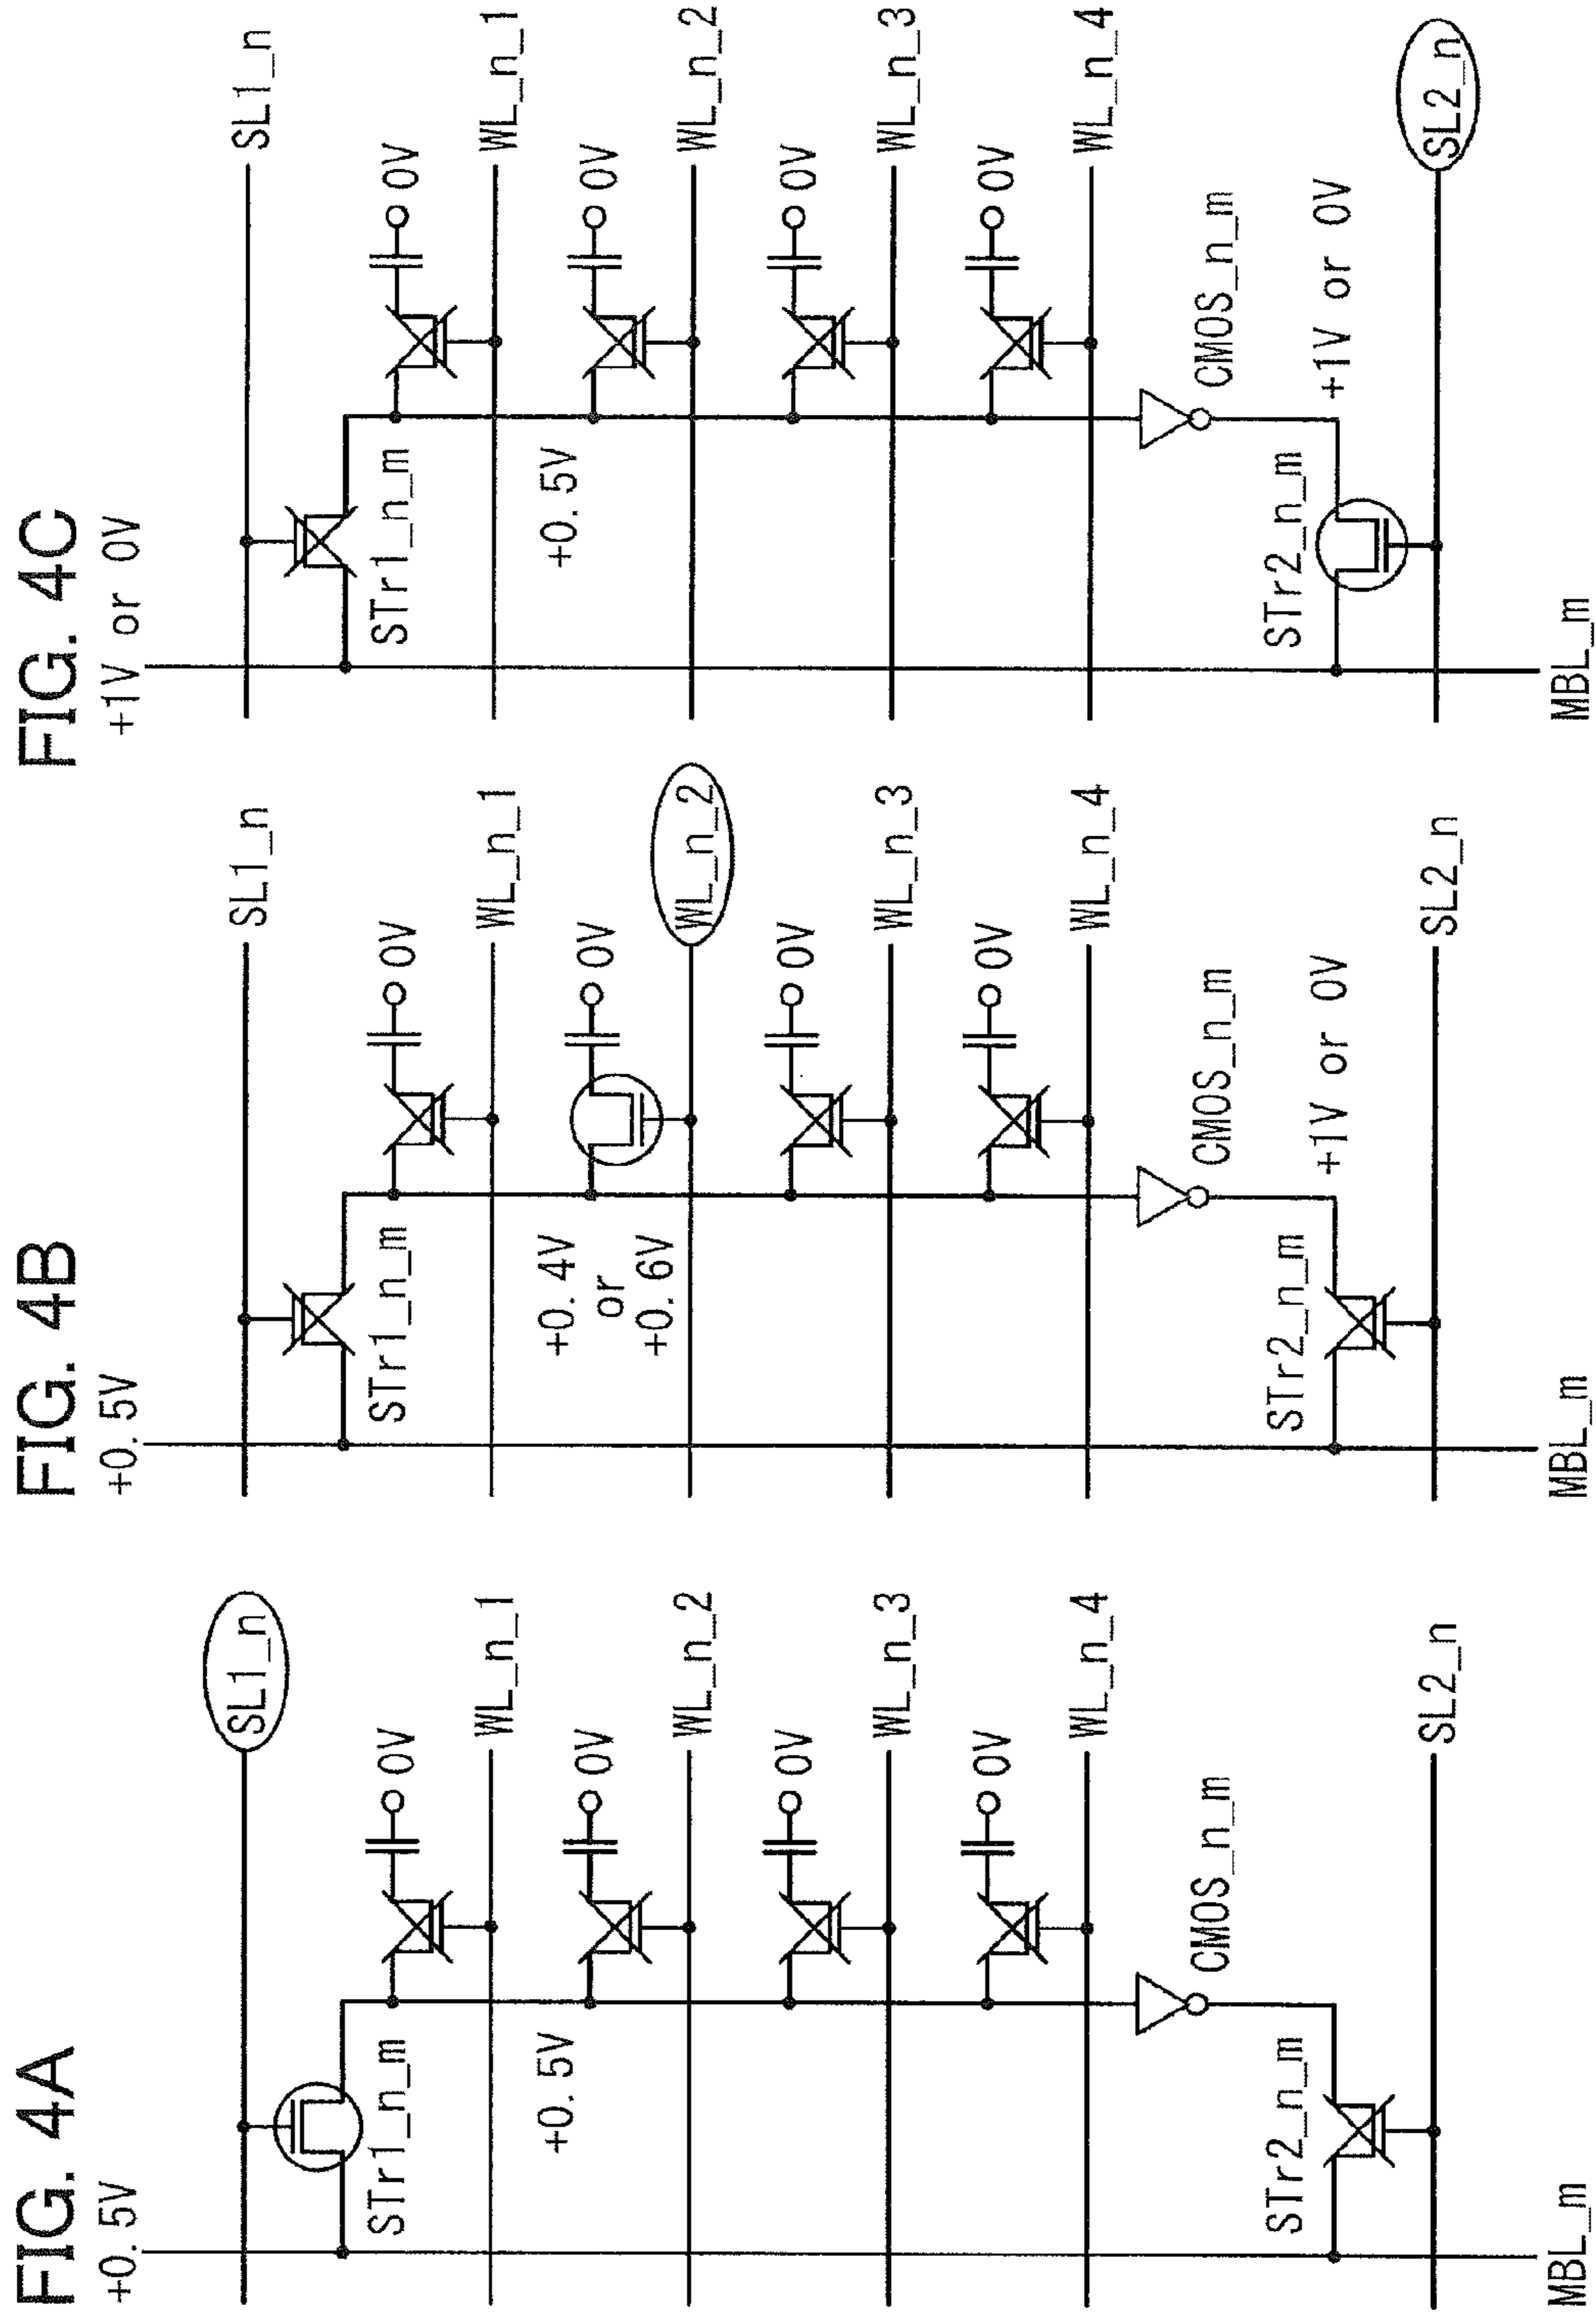 FIG. 4A
+0.5V
SL1_n
STr1_n_m
0V
WL_n_1
+0.5V
0V
WL_n_2
0V
WL_n_3
0V
WL_n_4
CMOS_n_m
STr2_n_m
SL2_n
MBL_m
FIG. 4B
+0.5V
SL1_n
STr1_n_m
0V
WL_n_1
+0.4V
or
+0.6V
0V
WL_n_2
0V
WL_n_3
0V
WL_n_4
CMOS_n_m
STr2_n_m
+1V or 0V
SL2_n
MBL_m
FIG. 4C
+1V or 0V
SL1_n
STr1_n_m
0V
WL_n_1
+0.5V
0V
WL_n_2
0V
WL_n_3
0V
WL_n_4
CMOS_n_m
STr2_n_m
+1V or 0V
SL2_n
MBL_m